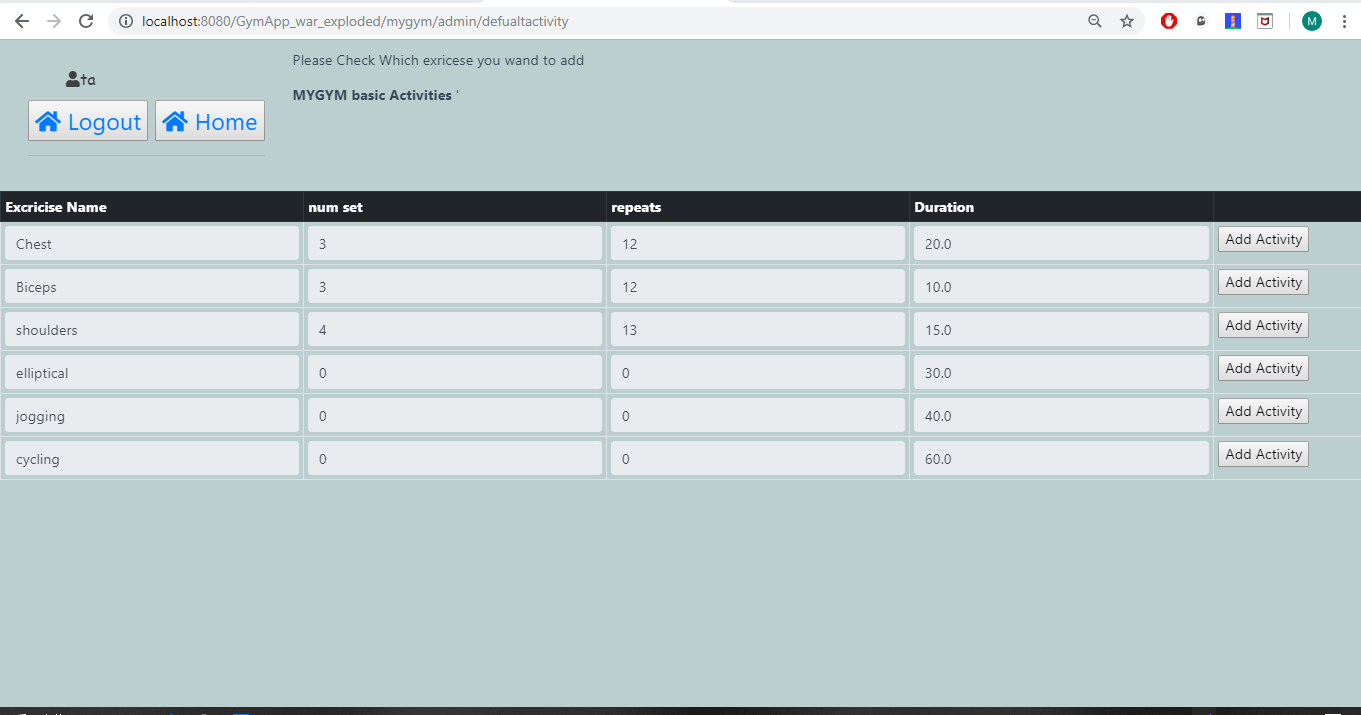 localhost:8080/GymApp_war_exploded/mygym/admin/defualtactivity
M
ta
Please Check Which exricese you wand to add
Logout Home
MYGYM basic Activities '
Excricise Name num set repeats Duration
Chest 3 12 20.0 Add Activity
Biceps 3 12 10.0 Add Activity
shoulders 4 13 15.0 Add Activity
elliptical 0 0 30.0 Add Activity
jogging 0 0 40.0 Add Activity
cycling 0 0 60.0 Add Activity